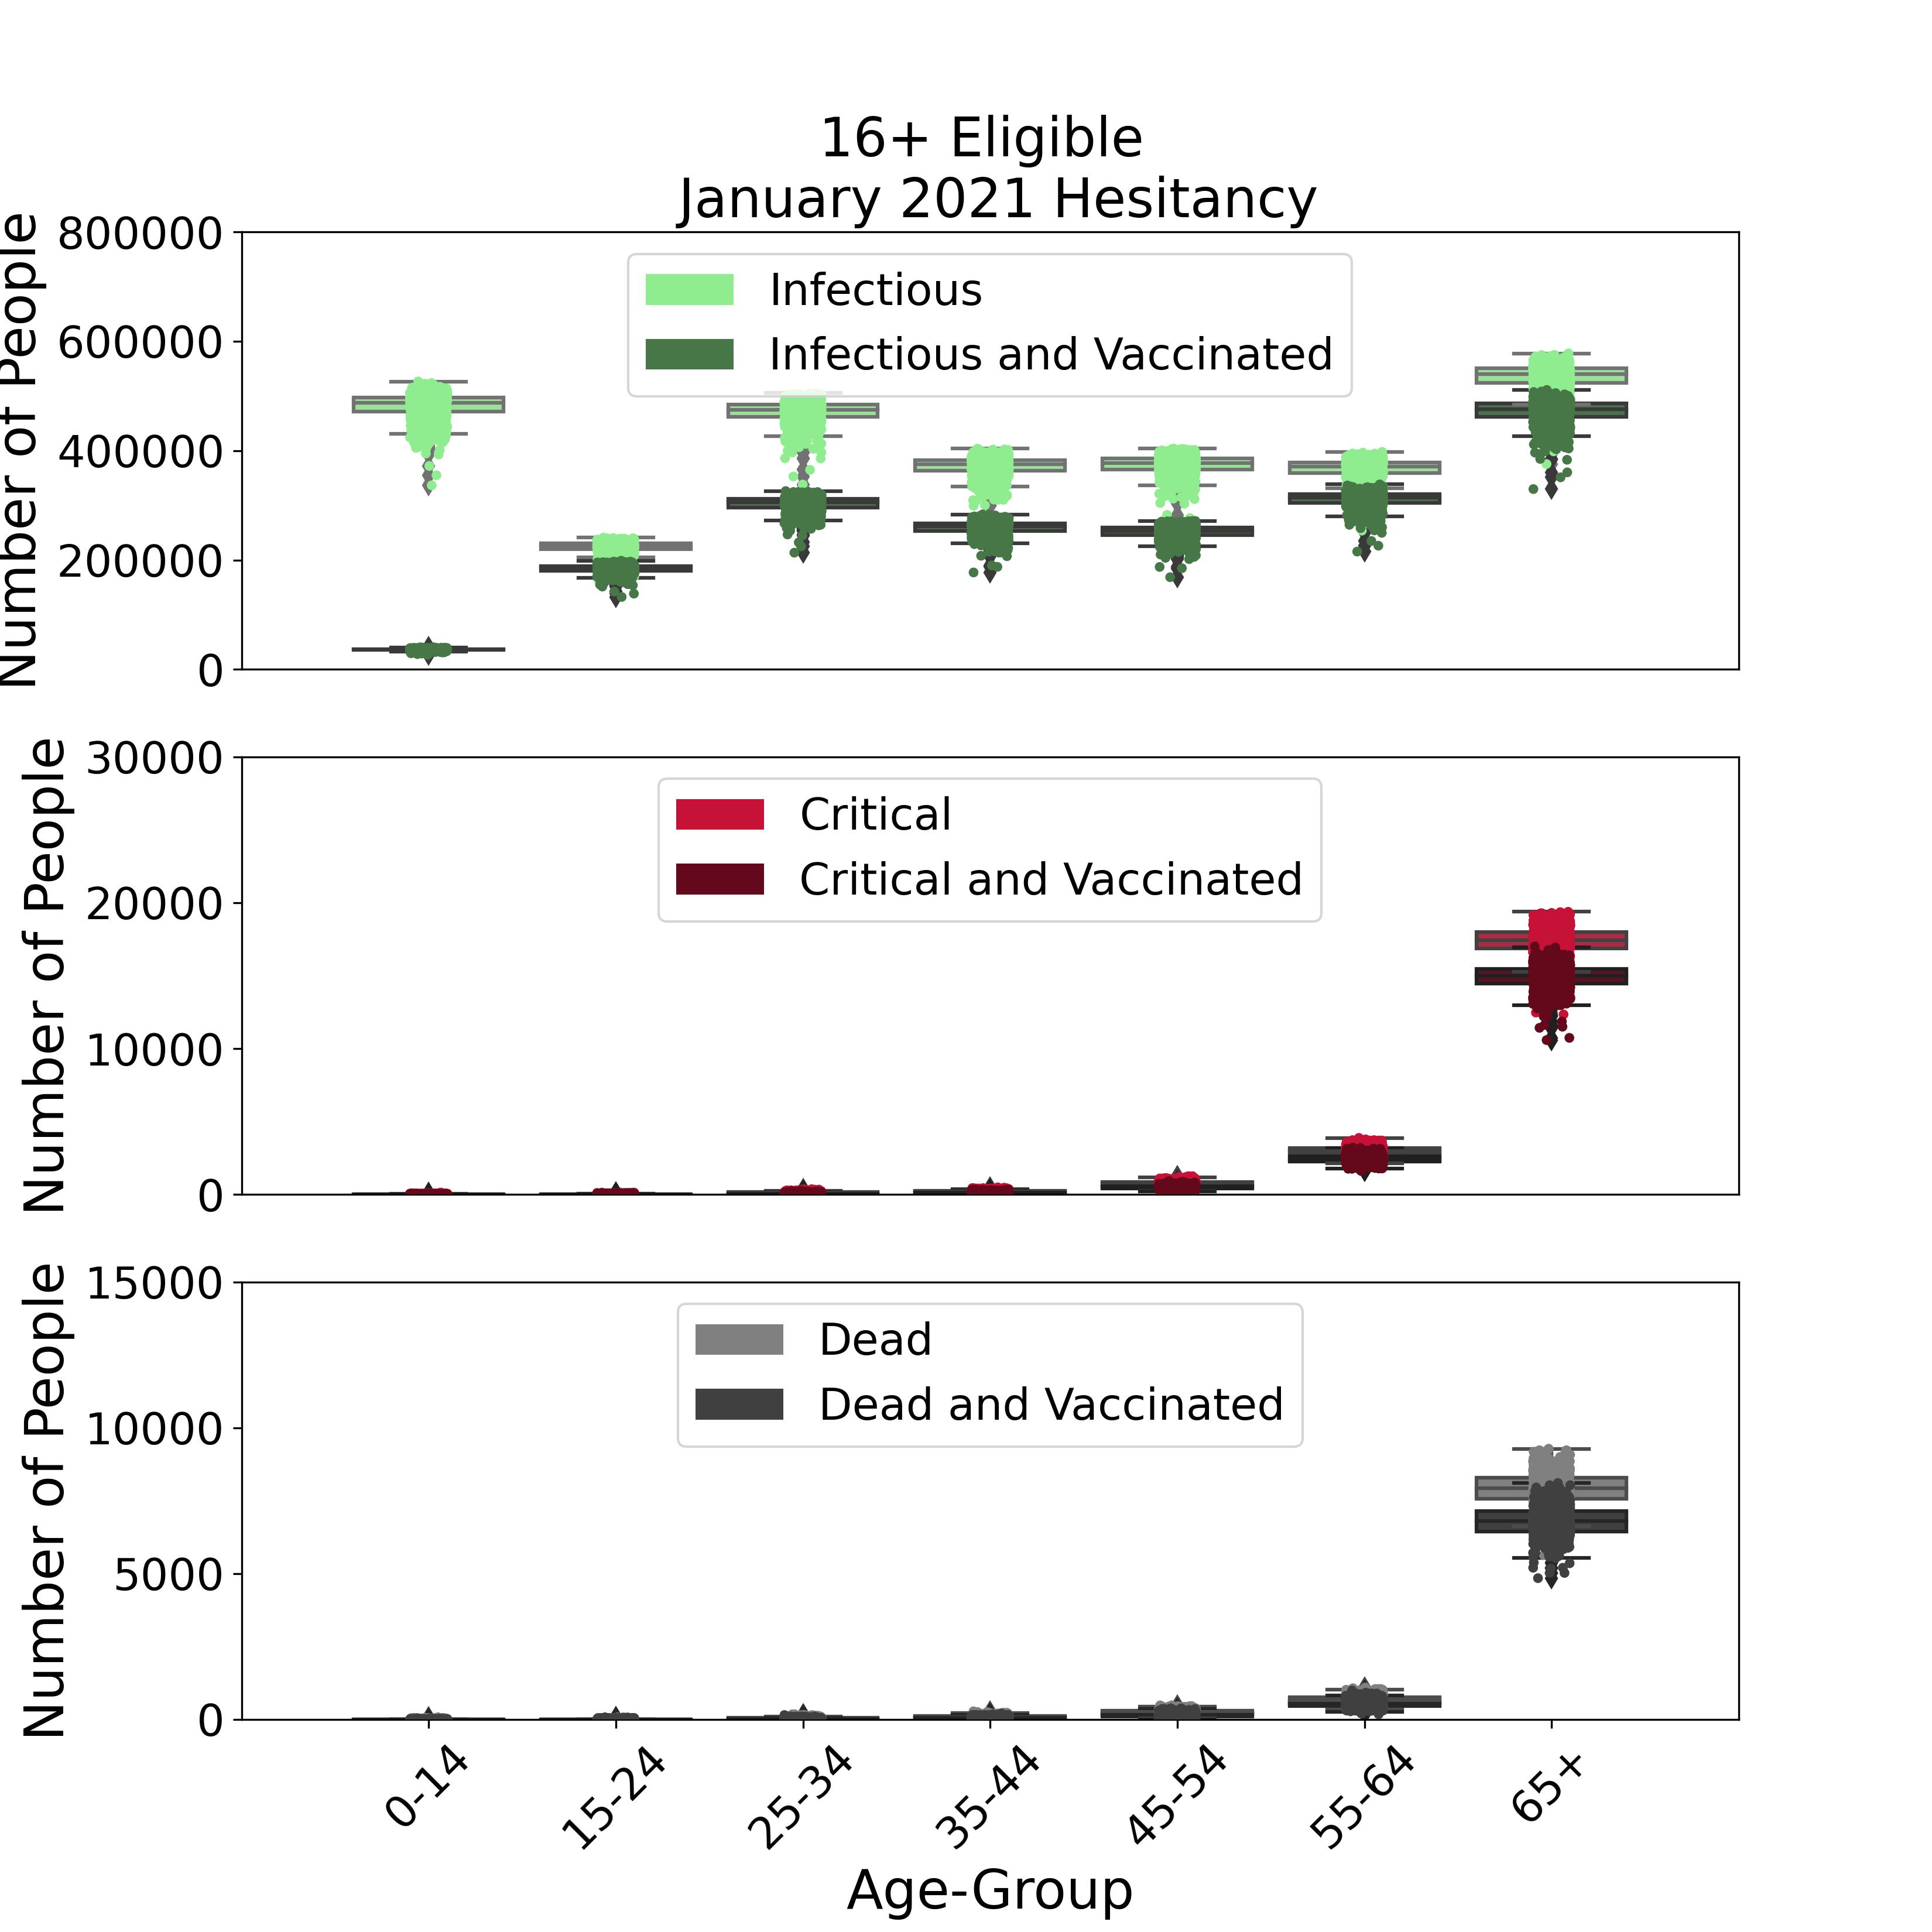 16+ Eligible
January 2021 Hesitancy
Number of People
800000
600000
400000
200000
0
Infectious
Infectious and Vaccinated
Number of People
30000
20000
10000
0
Critical
Critical and Vaccinated
Number of People
15000
10000
5000
0
Dead
Dead and Vaccinated
0-14
15-24
25-34
35-44
45-54
55-64
65+
Age-Group